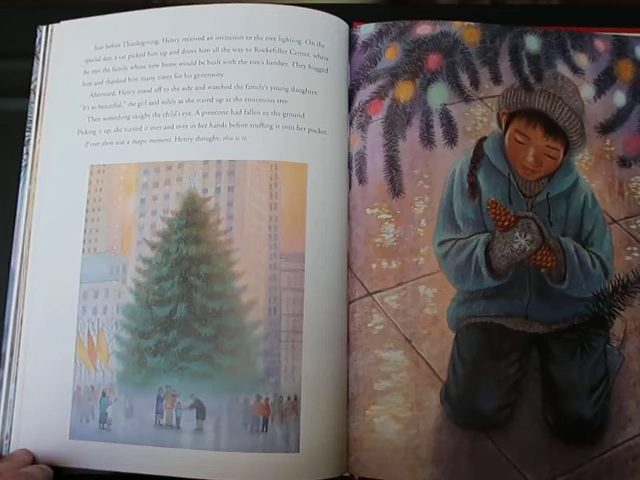 Just before Thanksgiving, Henry received an invitation to the tree lighting. On the
special day, a car picked him up and drove him all the way to Rockefeller Center, where
he met the family whose new home would be built with the tree's lumber. They hugged
him and thanked him many times for his generosity.
Afterward, Henry stood off to the side and watched the family's young daughter.
"It's so beautiful," the girl said softly as she stared up at the enormous tree.
Then something caught the child's eye. A pinecone had fallen to the ground.
Picking it up, she turned it over and over in her hands before stuffing it into her pocket.
If ever there was a magic moment, Henry thought, this is it.